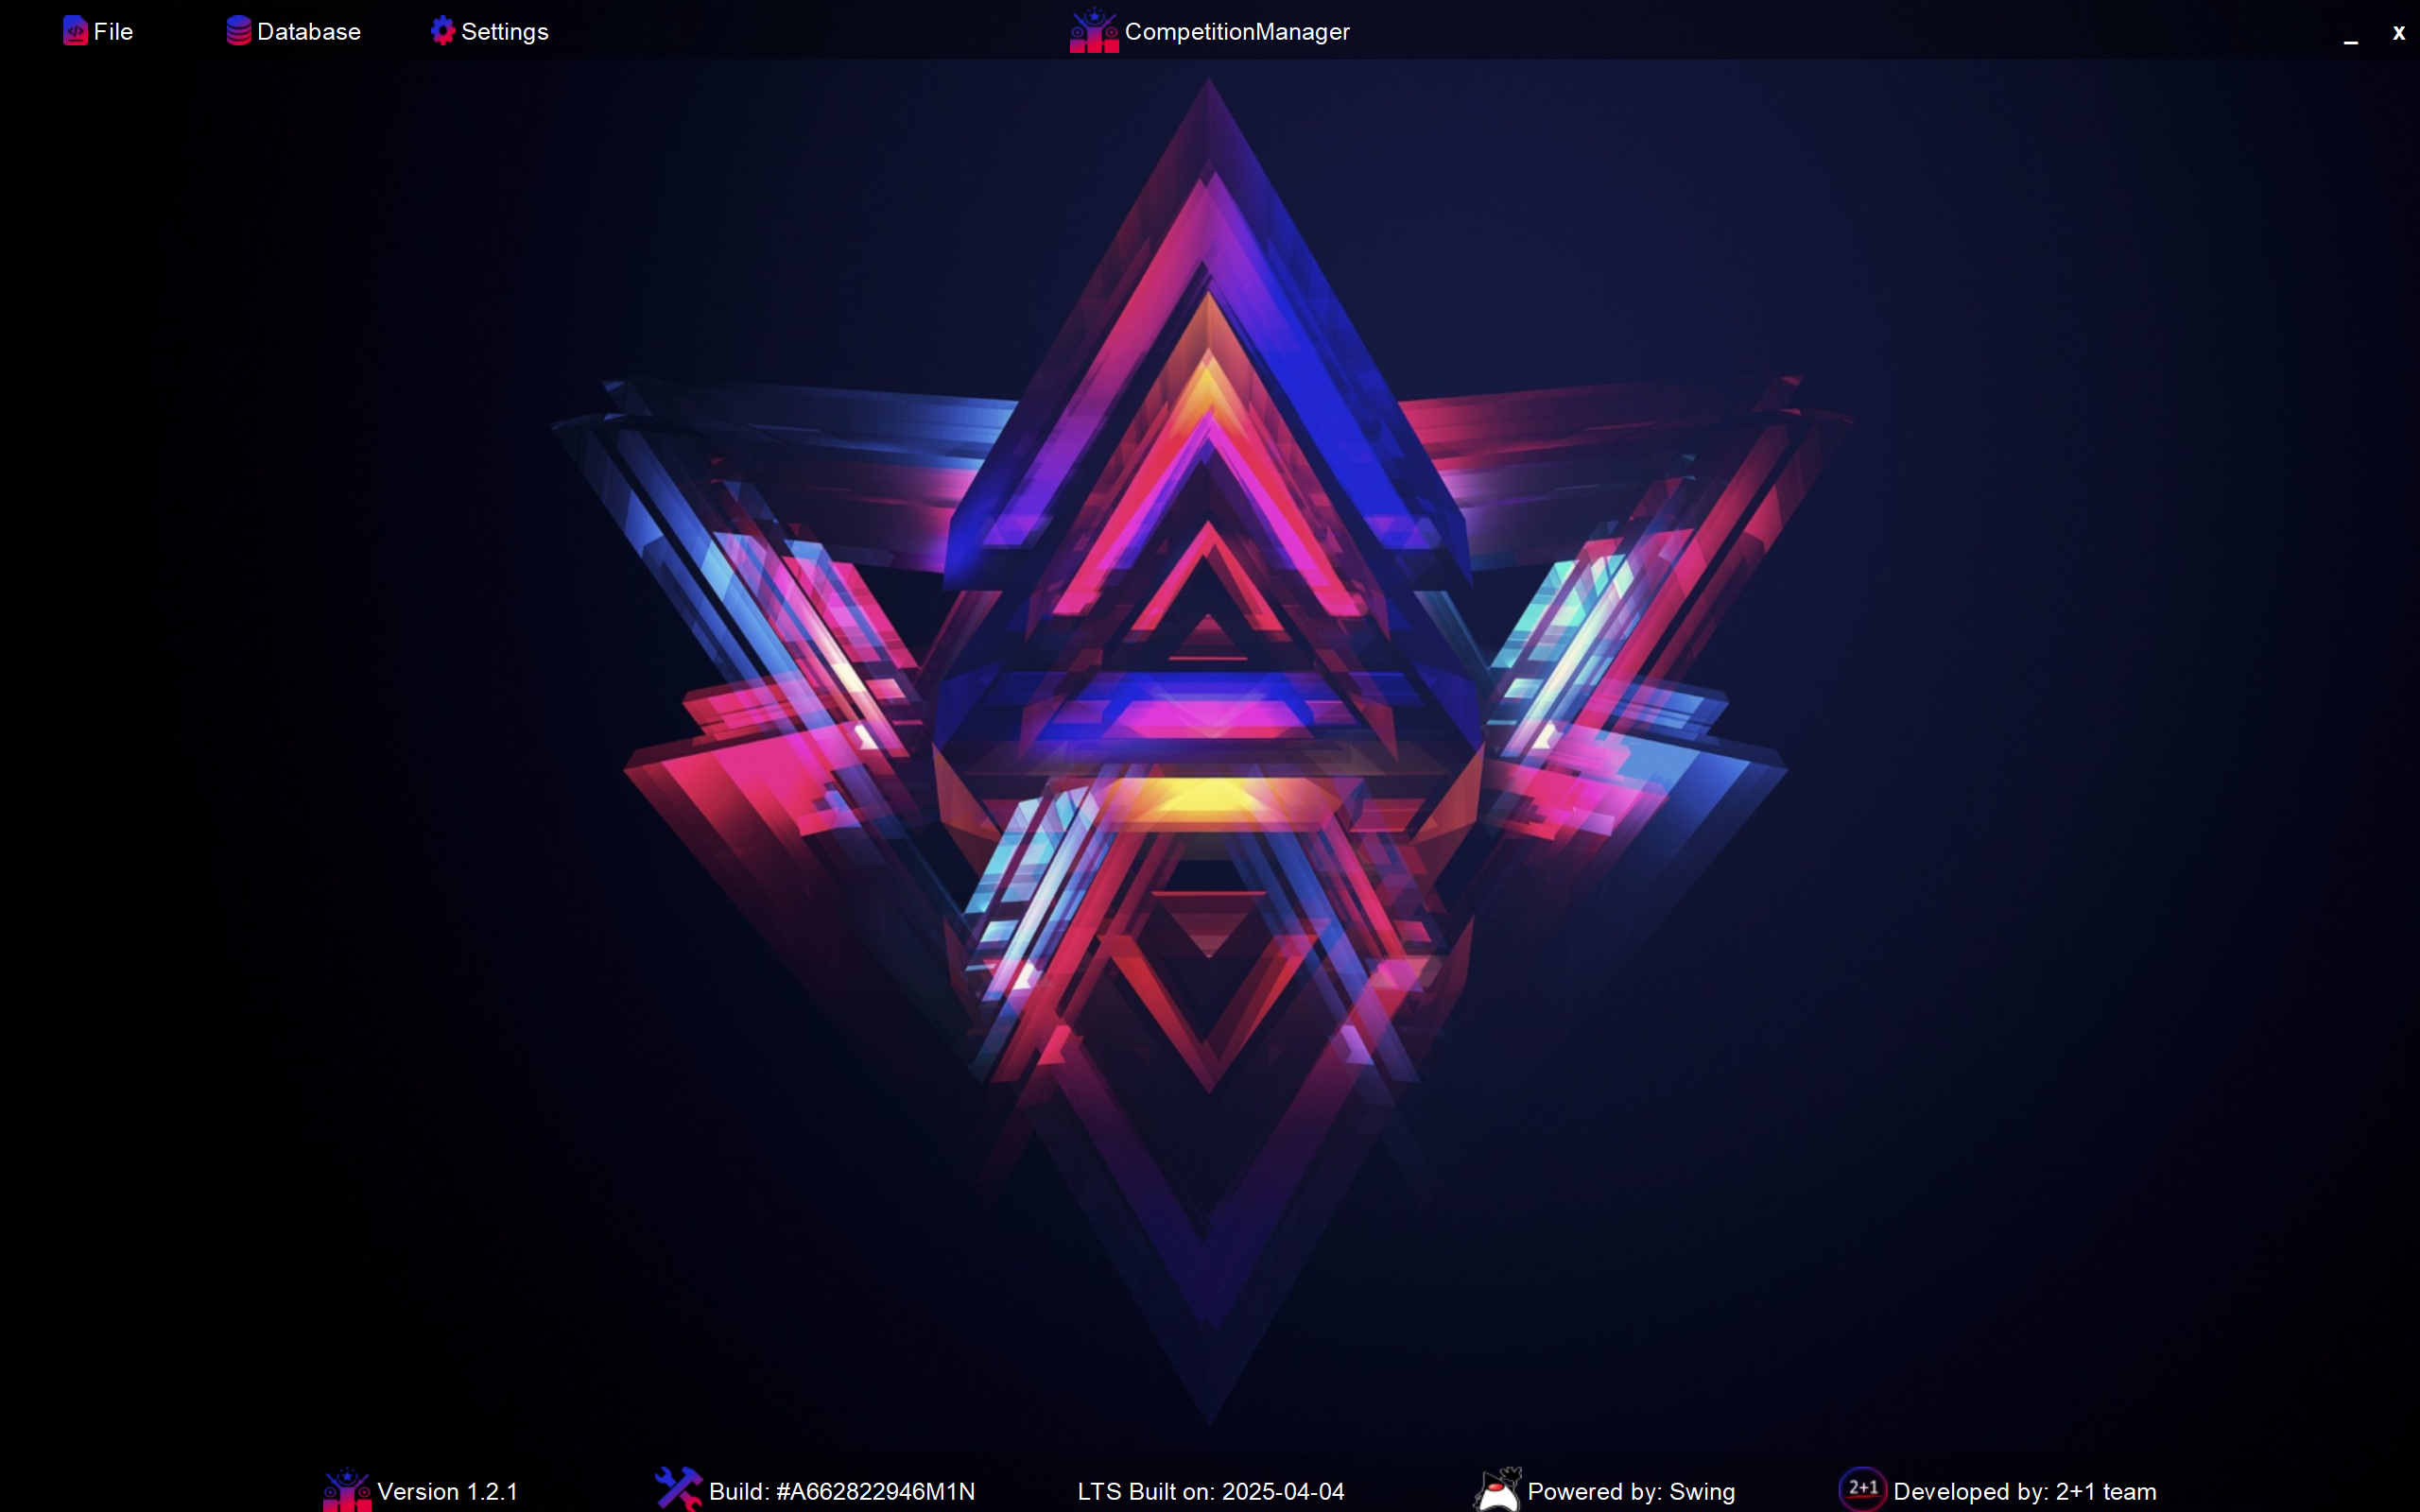 File Database Settings CompetitionManager _ x
Version 1.2.1 Build: #A662822946M1N LTS Built on: 2025-04-04 Powered by: Swing 2+1 Developed by: 2+1 team